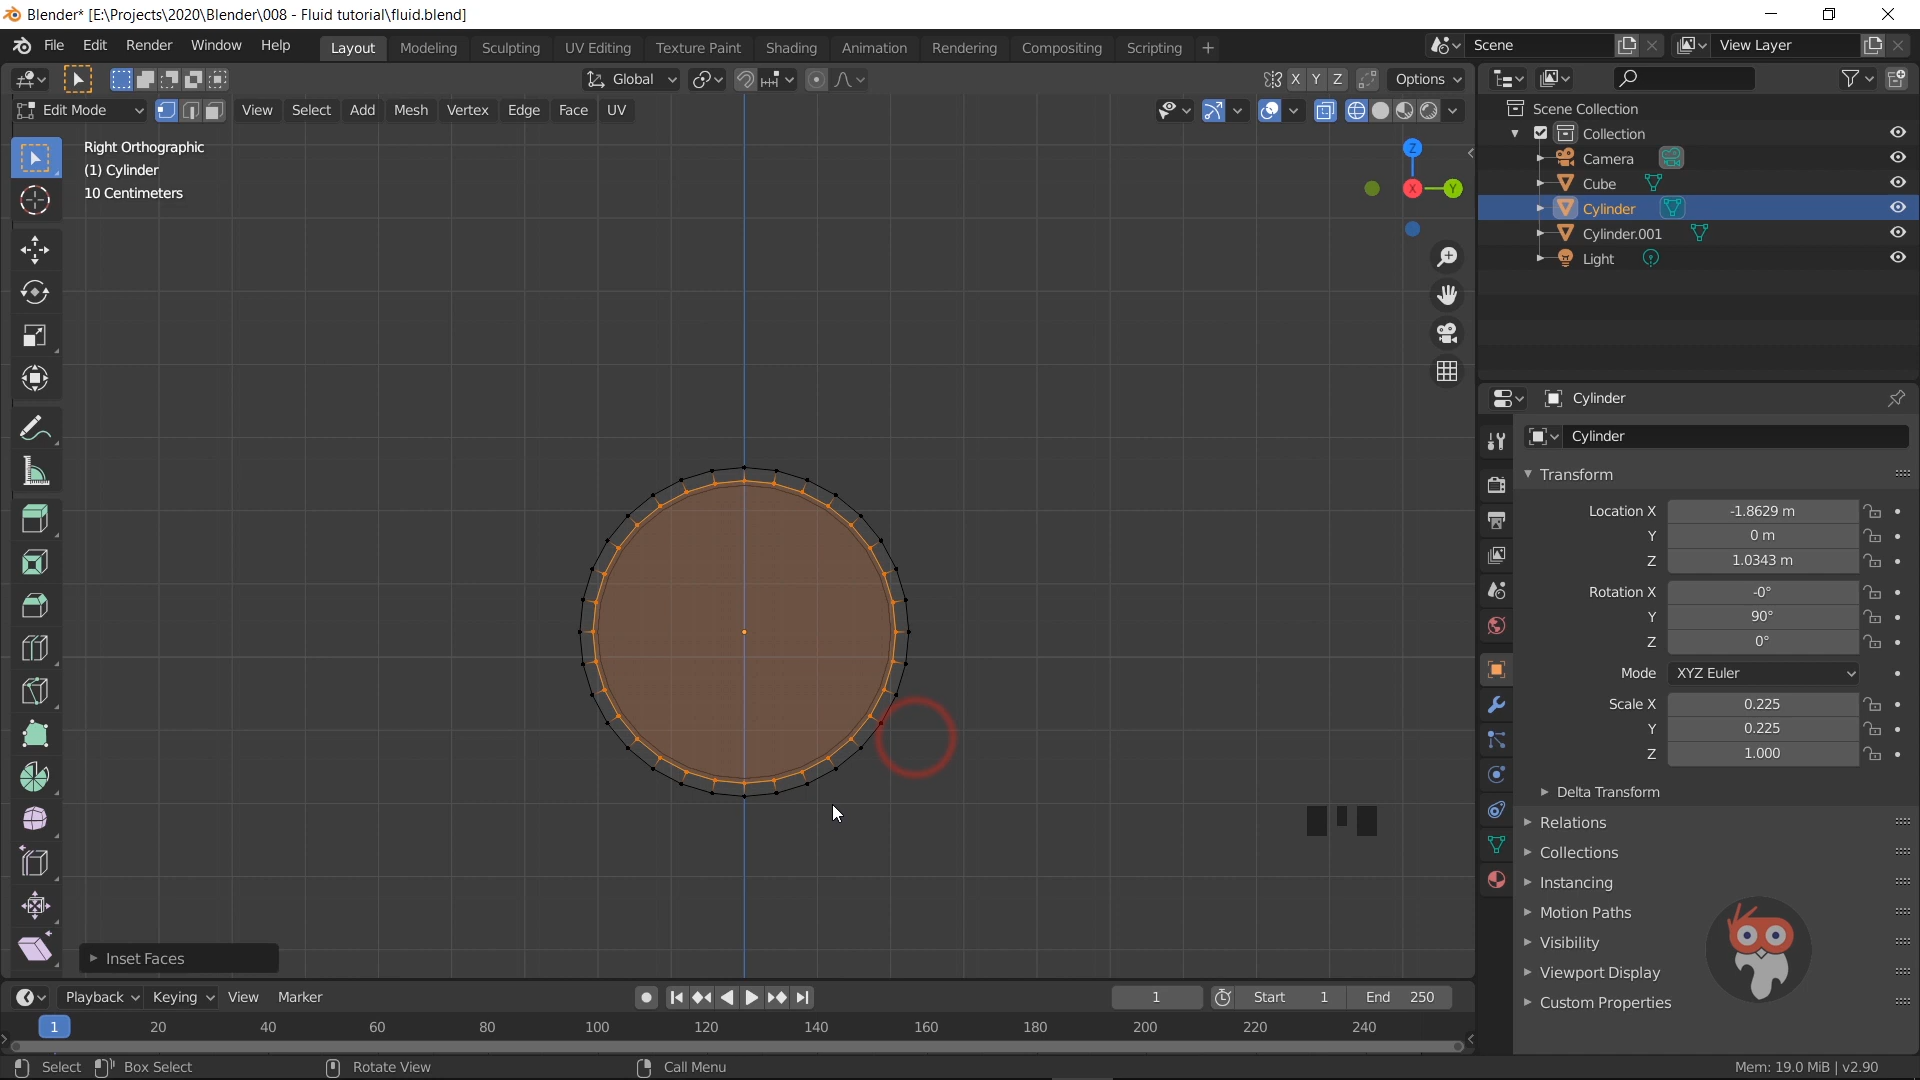 Blender* [E:\Projects\2020\Blender\008 - Fluid tutorial\fluid.blend]
File Edit Render Window Help
Layout Modeling Sculpting UV Editing Texture Paint Shading Animation Rendering Compositing Scripting +
Scene
View Layer
Global
X Y Z
Options
Edit Mode
View Select Add Mesh Vertex Edge Face UV
Right Orthographic
(1) Cylinder
10 Centimeters
Z
X
Y
Scene Collection
Collection
Camera
Cube
Cylinder
Cylinder.001
Light
Cylinder
Cylinder
Transform
Location X -1.8629 m
Y 0 m
Z 1.0343 m
Rotation X -0°
Y 90°
Z 0°
Mode XYZ Euler
Scale X 0.225
Y 0.225
Z 1.000
Delta Transform
Relations
Collections
Instancing
Motion Paths
Visibility
Viewport Display
Custom Properties
Inset Faces
Playback Keying View Marker
1
Start 1
End 250
1 20 40 60 80 100 120 140 160 180 200 220 240
Select Box Select Rotate View Call Menu
Mem: 19.0 MiB | v2.90